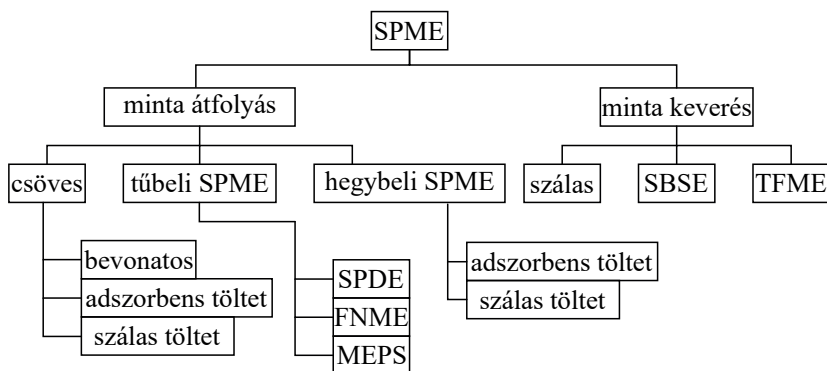 SPME
minta átfolyás
minta keverés
csöves
tűbeli SPME
hegybeli SPME
szálas
SBSE
TFME
bevonatos
adszorbens töltet
szálas töltet
SPDE
FNME
MEPS
adszorbens töltet
szálas töltet